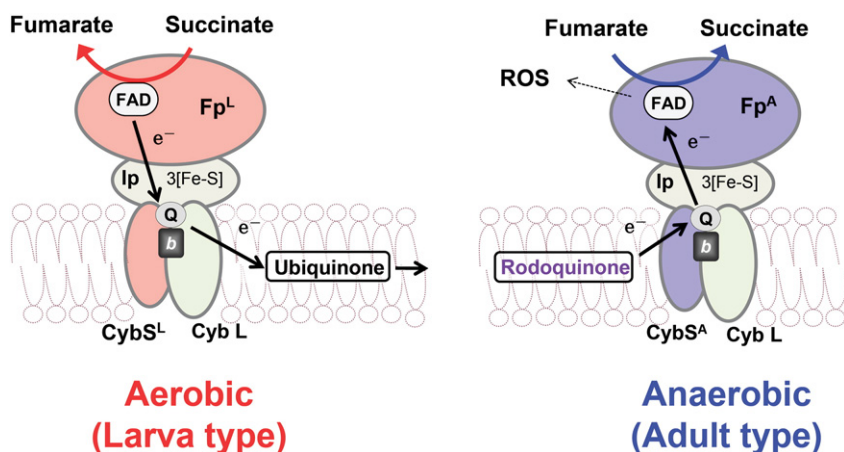 Fumarate Succinate
FAD
Fp^L
e⁻
Ip 3[Fe-S]
Q
b
e⁻
Ubiquinone
CybS^L Cyb L
Aerobic
(Larva type)
Fumarate Succinate
ROS
FAD
Fp^A
e⁻
Ip 3[Fe-S]
e⁻
Q
b
Rodoquinone
CybS^A Cyb L
Anaerobic
(Adult type)